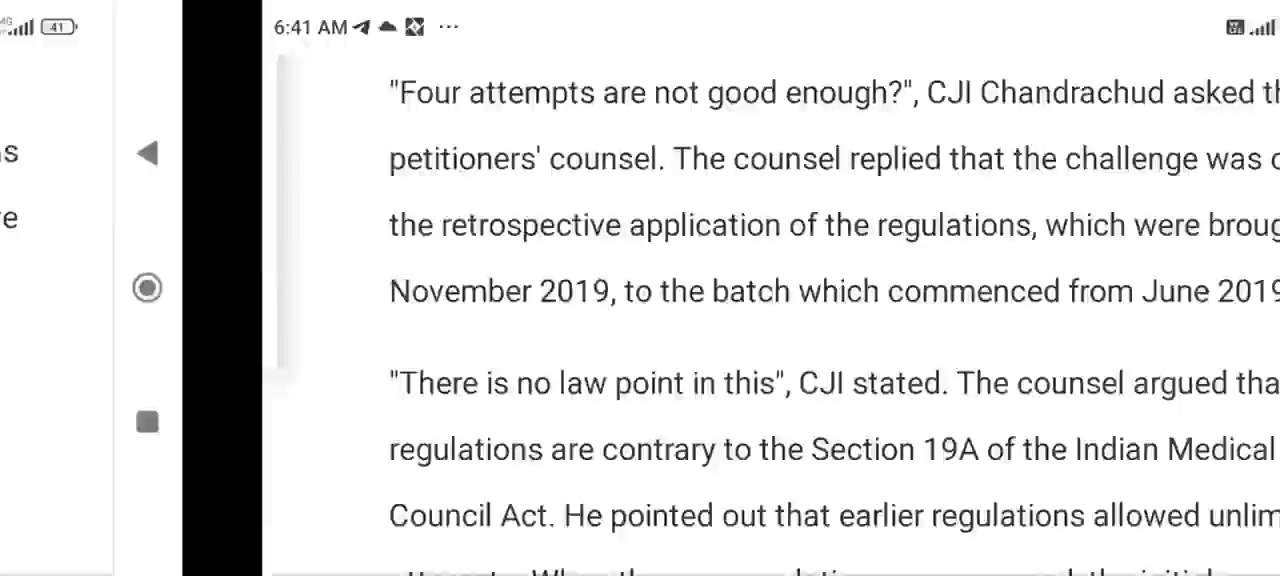 41
6:41 AM ...
"Four attempts are not good enough?", CJI Chandrachud asked
petitioners' counsel. The counsel replied that the challenge was
the retrospective application of the regulations, which were
November 2019, to the batch which commenced from June 2019
"There is no law point in this", CJI stated. The counsel argued
regulations are contrary to the Section 19A of the Indian Medical
Council Act. He pointed out that earlier regulations allowed